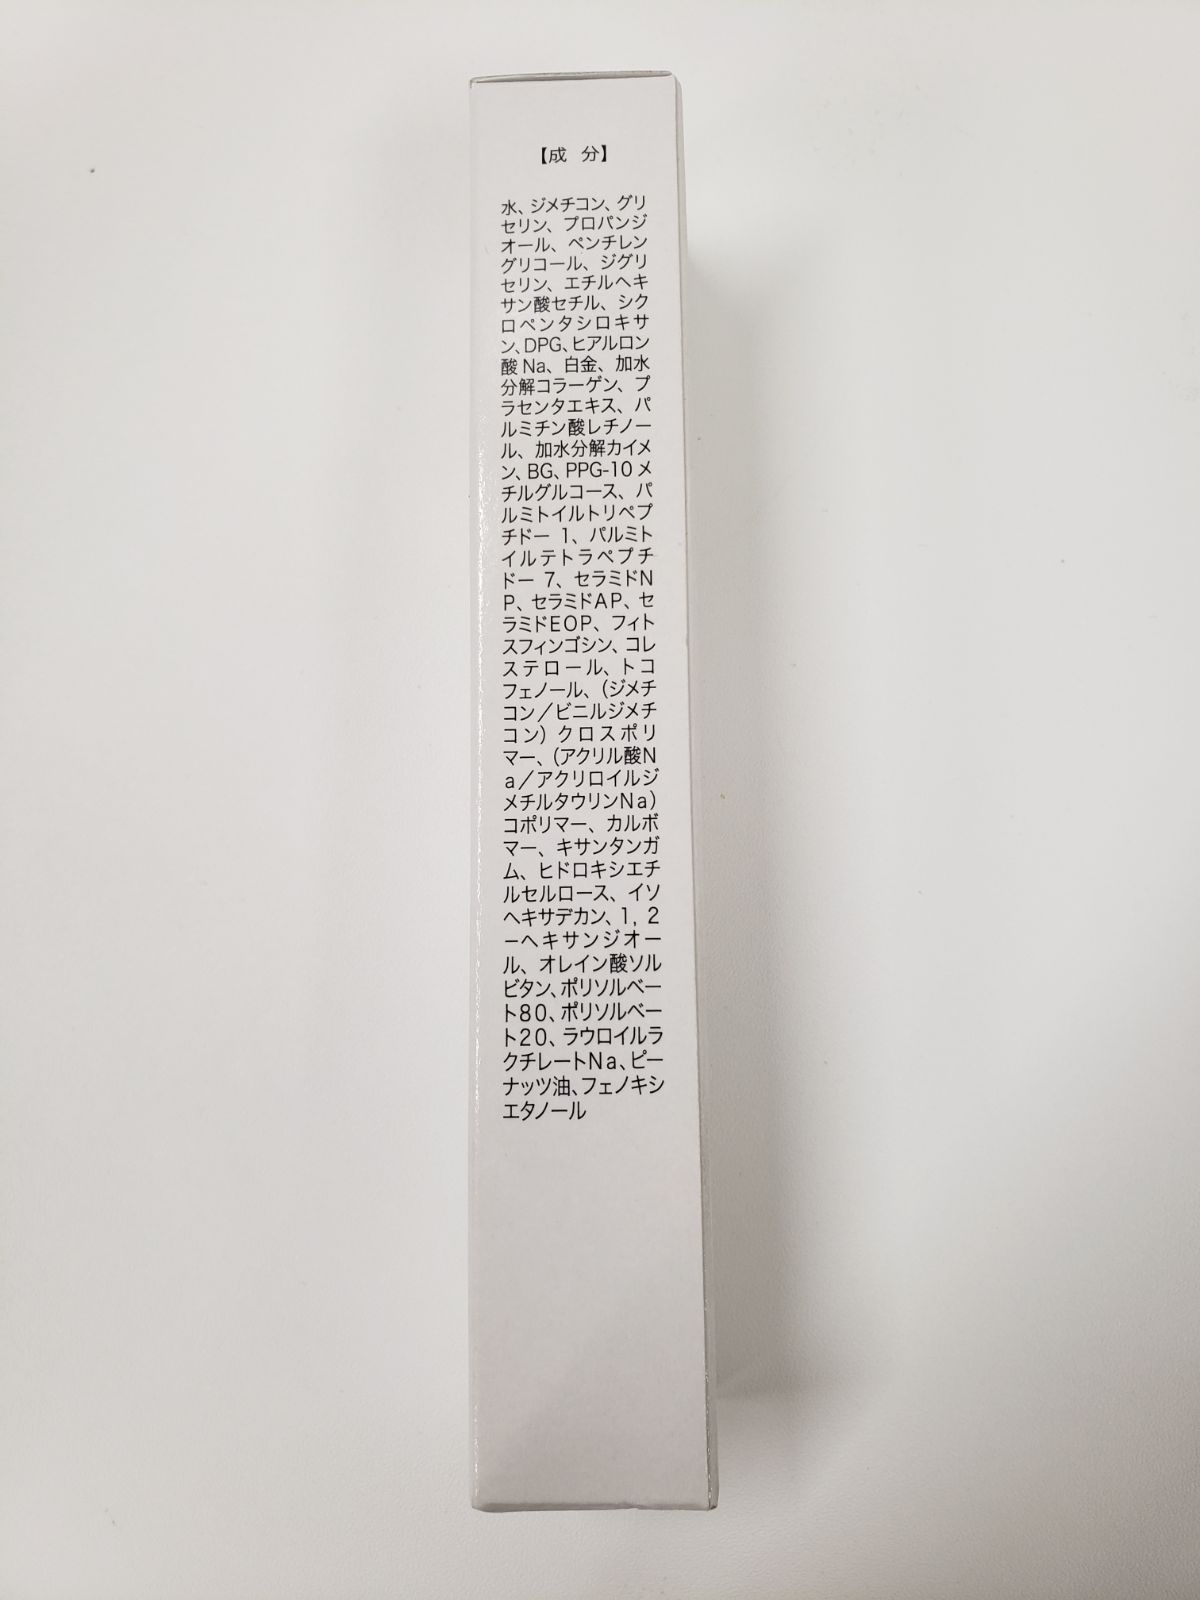 【成 分】
水、ジメチコン、グリ
セリン、プロパンジ
オール、ペンチレン
グリコール、ジグリ
セリン、エチルヘキ
サン酸セチル、シク
ロペンタシロキサ
ン、DPG、ヒアルロン
酸Na、白金、加水
分解コラーゲン、プ
ラセンタエキス、パ
ルミチン酸レチノー
ル、加水分解カイメ
ン、BG、PPG-10メ
チルグルコース、パ
ルミトイルトリペプ
チドー 1、パルミト
イルテトラペプチ
ドー 7、セラミドN
P、セラミドAP、セ
ラミドEOP、フィト
スフィンゴシン、コレ
ステロール、トコ
フェノール、(ジメチ
コン/ビニルジメチ
コン)クロスポリ
マー、(アクリル酸N
a/アクリロイルジ
メチルタウリンNa)
コポリマー、カルボ
マー、キサンタンガ
ム、ヒドロキシエチ
ルセルロース、イソ
ヘキサデカン、1, 2
−ヘキサンジオー
ル、オレイン酸ソル
ビタン、ポリソルベー
ト80、ポリソルベー
ト20、ラウロイルラ
クチレートNa、ピー
ナッツ油、フェノキシ
エタノール